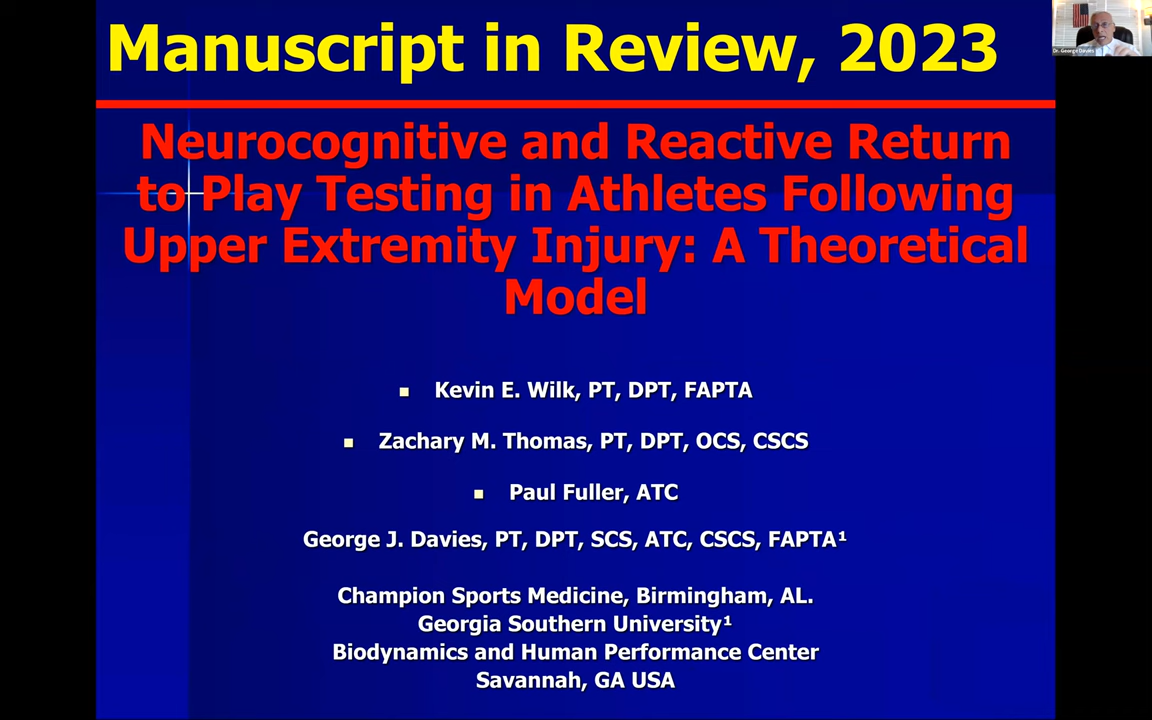 Manuscript in Review, 2023
Dr. George Davies
Neurocognitive and Reactive Return
to Play Testing in Athletes Following
Upper Extremity Injury: A Theoretical
Model
Kevin E. Wilk, PT, DPT, FAPTA
Zachary M. Thomas, PT, DPT, OCS, CSCS
Paul Fuller, ATC
George J. Davies, PT, DPT, SCS, ATC, CSCS, FAPTA¹
Champion Sports Medicine, Birmingham, AL.
Georgia Southern University¹
Biodynamics and Human Performance Center
Savannah, GA USA